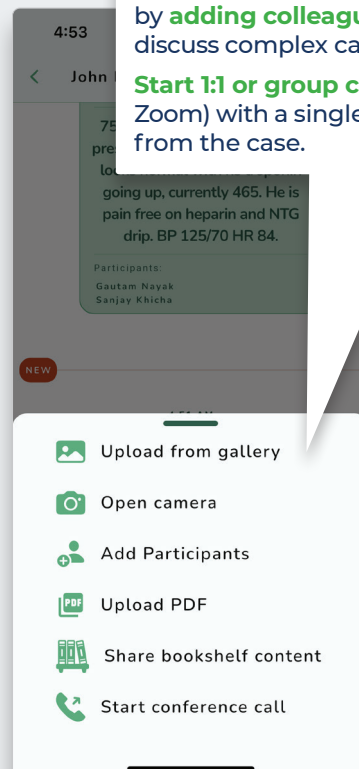 by adding colleagu
discuss complex ca
Start 1:1 or group c
Zoom) with a single
from the case.
4:53
John
75
pre
going up, currently 465. He is
pain free on heparin and NTG
drip. BP 125/70 HR 84.
Participants:
Gautam Nayak
Sanjay Khicha
NEW
Upload from gallery
Open camera
Add Participants
PDF
Upload PDF
Share bookshelf content
Start conference call